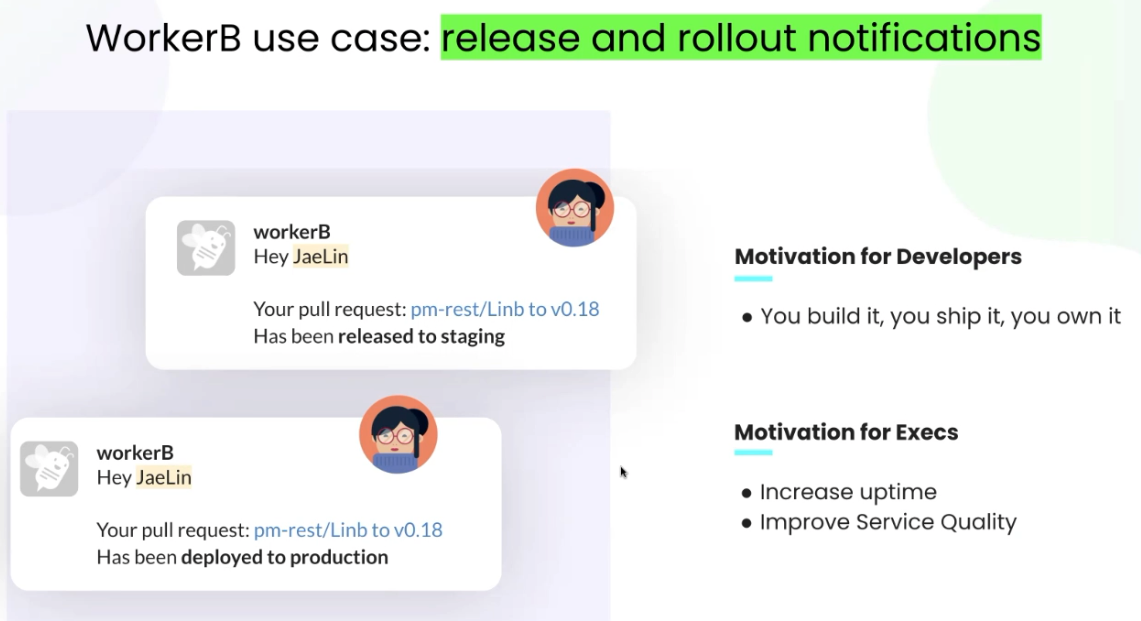 WorkerB use case: release and rollout notifications
workerB
Hey JaeLin
Your pull request: pm-rest/Linb to v0.18
Has been released to staging
workerB
Hey JaeLin
Your pull request: pm-rest/Linb to v0.18
Has been deployed to production
Motivation for Developers
● You build it, you ship it, you own it
Motivation for Execs
● Increase uptime
● Improve Service Quality